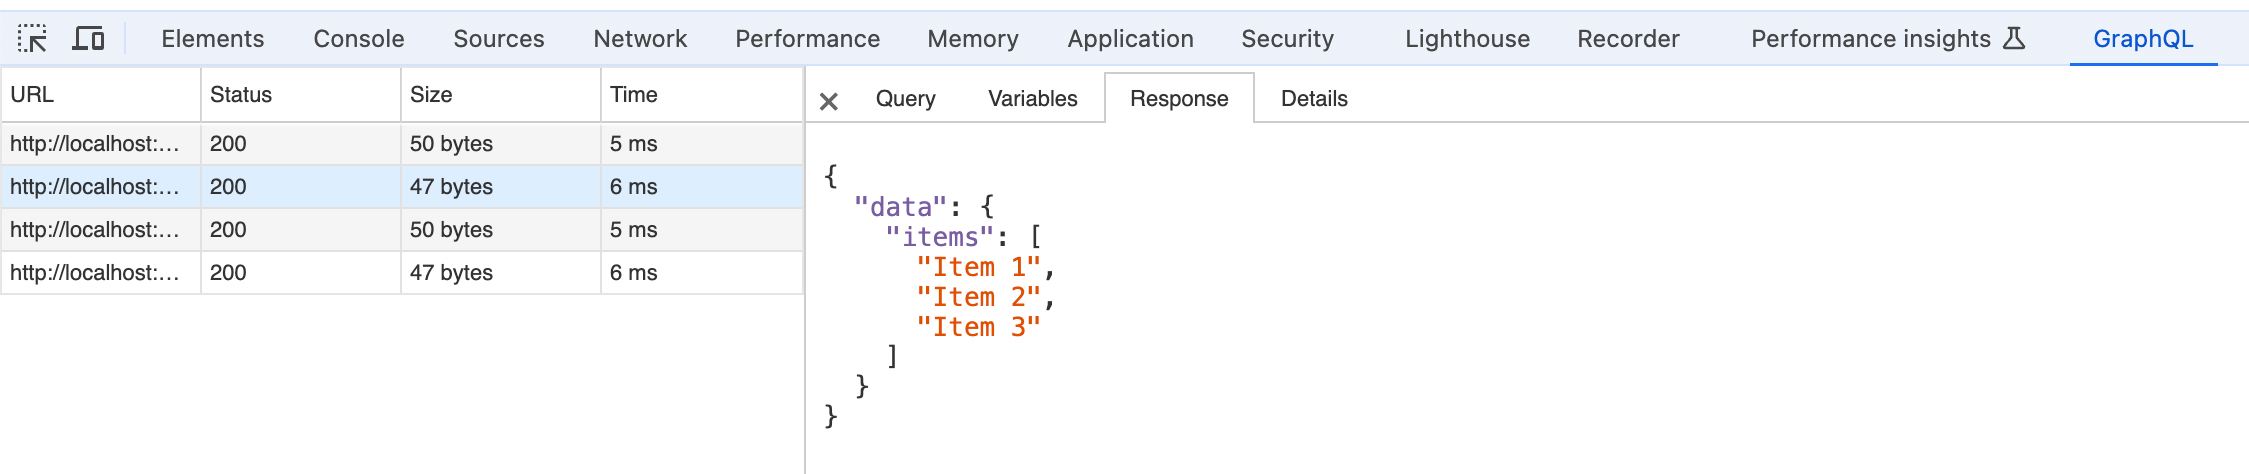 Elements Console Sources Network Performance Memory Application Security Lighthouse Recorder Performance insights GraphQL
URL Status Size Time
http://localhost:... 200 50 bytes 5 ms
http://localhost:... 200 47 bytes 6 ms
http://localhost:... 200 50 bytes 5 ms
http://localhost:... 200 47 bytes 6 ms
Query Variables Response Details
{
  "data": {
    "items": [
      "Item 1",
      "Item 2",
      "Item 3"
    ]
  }
}